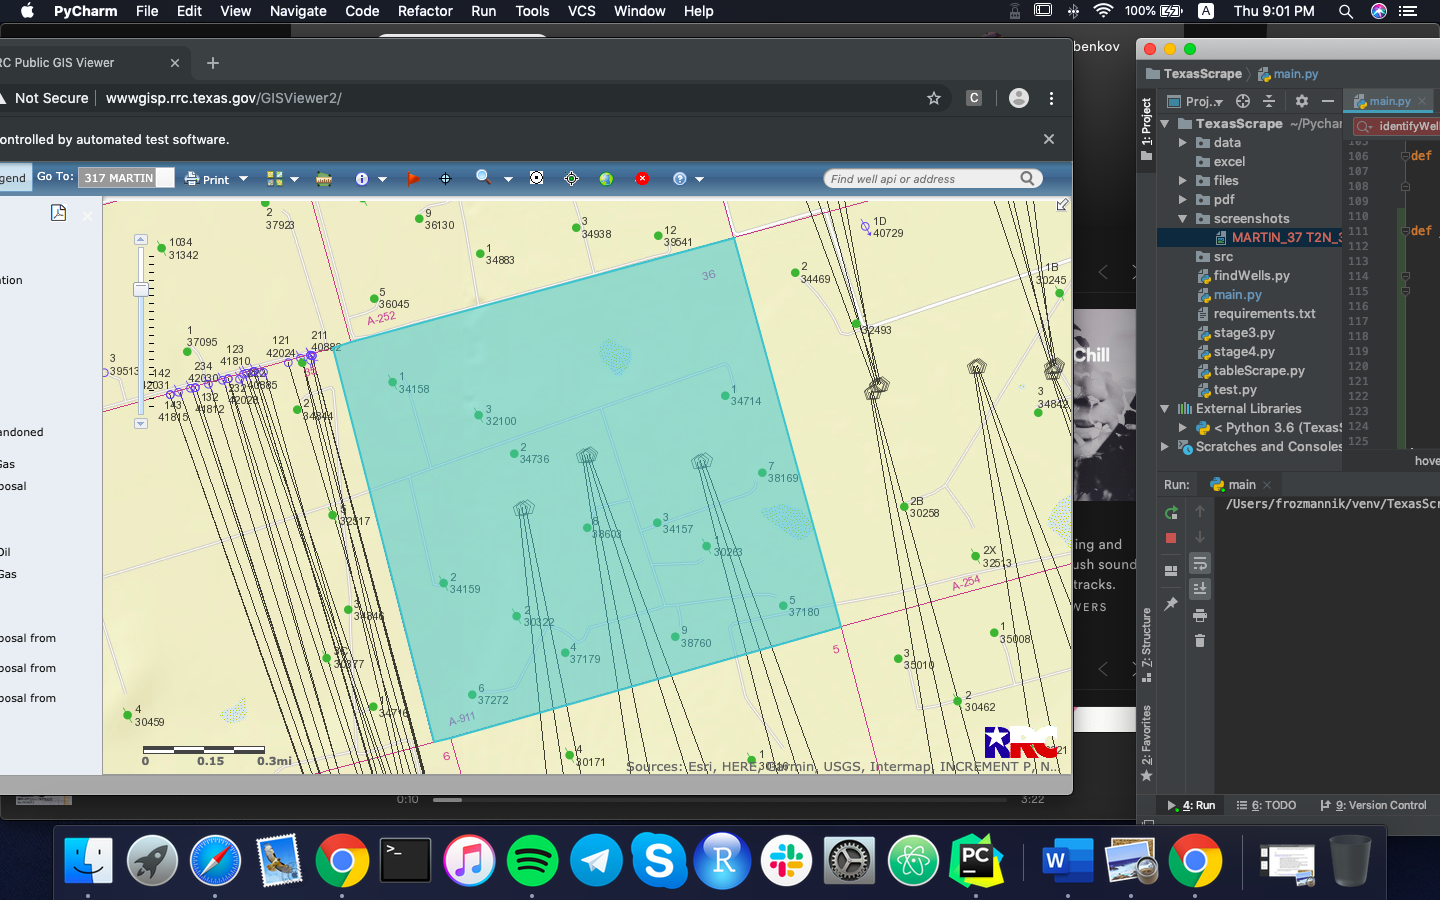 PyCharm File Edit View Navigate Code Refactor Run Tools VCS Window Help
100% A Thu 9:01 PM
benkov
RC Public GIS Viewer
Not Secure wwwgisp.rrc.texas.gov/GISViewer2/
C
ontrolled by automated test software.
gend Go To: 317 MARTIN Print
Find well api or address
tation
andoned
Gas
posal
Oil
Gas
posal from
posal from
posal from
2
37923
9
36130
3
34938
12
39541
1D
40729
1034
31342
1
34883
2
34469
1B
30245
36
5
36045
A-252
32493
1
37095
211
40882
121
42024
123
41810
234
42030
3
39513
142
42031
40885
232
42028
132
41812
143
41815
2
34844
1
34158
1
34714
3
32100
3
34842
2
34736
7
38169
2B
30258
32517
8
38603
3
34157
1
30263
2X
32513
A-254
2
34159
5
37180
3
34846
2
30322
9
38760
1
35008
4
37179
5
3
35010
30377
6
37272
2
30462
1
34716
A-911
4
30459
6
4
30171
1
0 0.15 0.3mi
RRC
Sources: Esri, HERE, Garmin, USGS, Intermap, INCREMENT P, N...
0:10 3:22
Chill
ing and
ush sound
tracks.
WERS
TexasScrape main.py
1: Project
Proj..
main.py
identifyWell
TexasScrape ~/Pychar
data
excel
files
pdf
screenshots
MARTIN_37 T2N_3
src
findWells.py
main.py
requirements.txt
stage3.py
stage4.py
tableScrape.py
test.py
External Libraries
< Python 3.6 (TexasS
Scratches and Consoles
105
106 def
107
108
109
110
111 def
112
113
114
115
116
117
118
119
120
121
122
123
124
125
hove
Run: main
/Users/frozmannik/venv/TexasScr
Z: Structure
2: Favorites
4: Run 6: TODO 9: Version Control
>_
S
R
PC
W